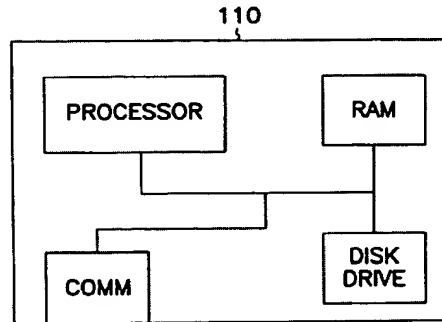 110
PROCESSOR
RAM
COMM
DISK
DRIVE